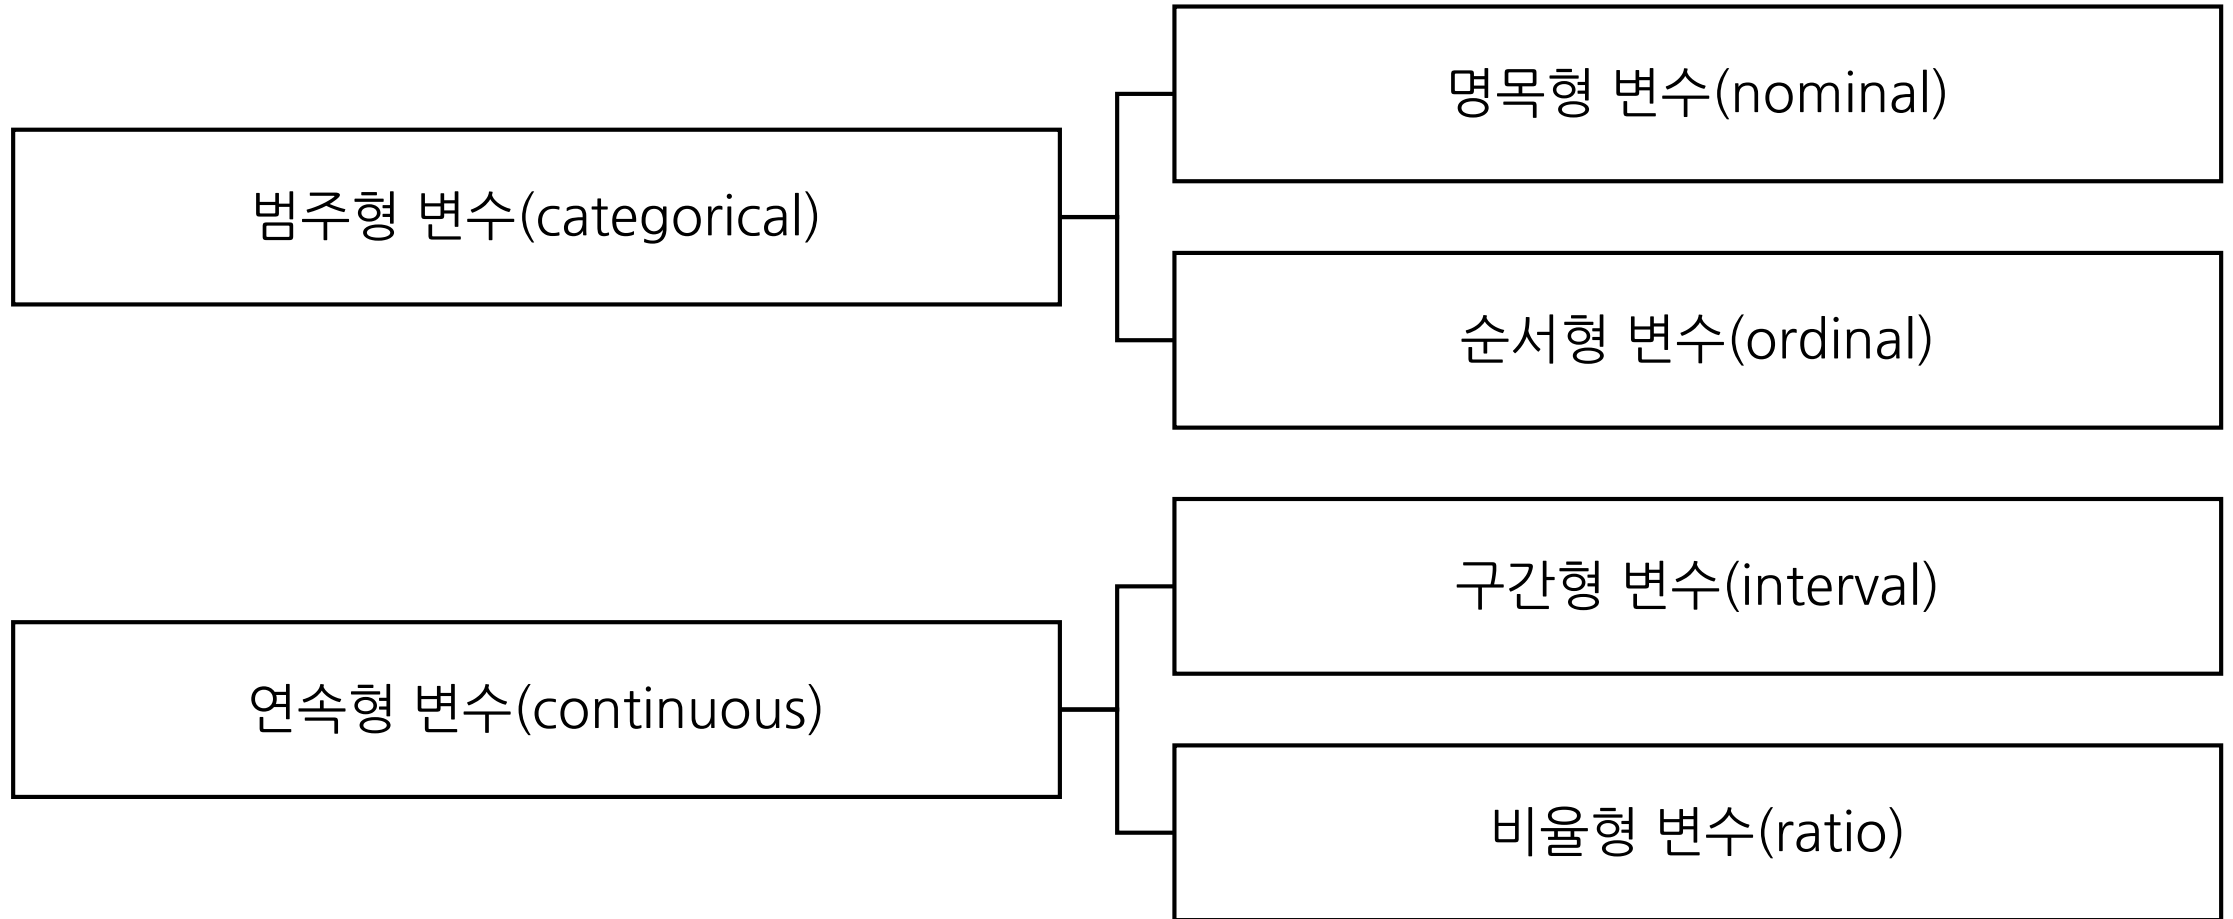 범주형 변수(categorical)
명목형 변수(nominal)
순서형 변수(ordinal)
연속형 변수(continuous)
구간형 변수(interval)
비율형 변수(ratio)